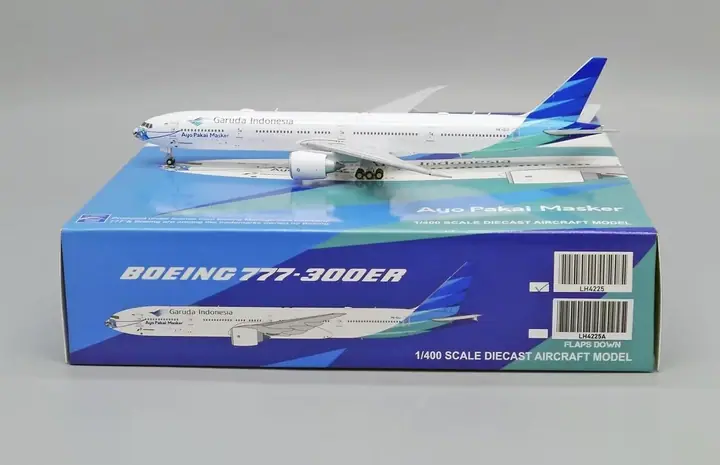 Garuda Indonesia
Ayo Pakai Masker
Indonesia
Ayo Pakai Masker
1/400 SCALE DIECAST AIRCRAFT MODEL
BOEING 777-300ER
LH4225
Garuda Indonesia
Ayo Pakai Masker
LH4225A
FLAPS DOWN
1/400 SCALE DIECAST AIRCRAFT MODEL